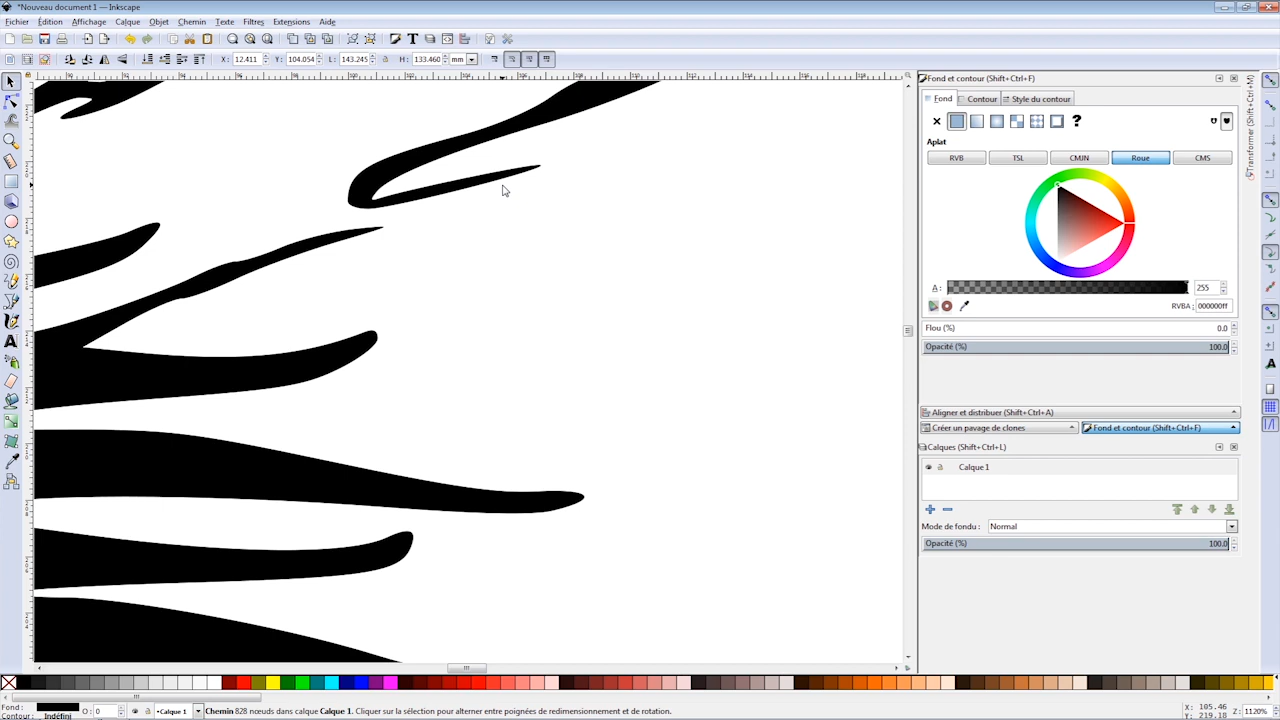 *Nouveau document 1 — Inkscape
Fichier Édition Affichage Calque Objet Chemin Texte Filtres Extensions Aide
X: 12.411 Y: 104.054 L: 143.245 H: 133.460 mm
Fond et contour (Shift+Ctrl+F)
Transformer (Shift+Ctrl+M)
Fond Contour Style du contour
?
Aplat
RVB TSL CMJN Roue CMS
A: 255
RVBA: 000000ff
Flou (%) 0.0
Opacité (%) 100.0
Aligner et distribuer (Shift+Ctrl+A)
Créer un pavage de clones Fond et contour (Shift+Ctrl+F)
Calques (Shift+Ctrl+L)
Calque 1
Mode de fondu : Normal
Opacité (%) 100.0
Fond :
Contour : Indéfini
O: 0
•Calque 1
Chemin 828 nœuds dans calque Calque 1. Cliquer sur la sélection pour alterner entre poignées de redimensionnement et de rotation.
X: 105.46
Y: 219.18
Z: 1120%